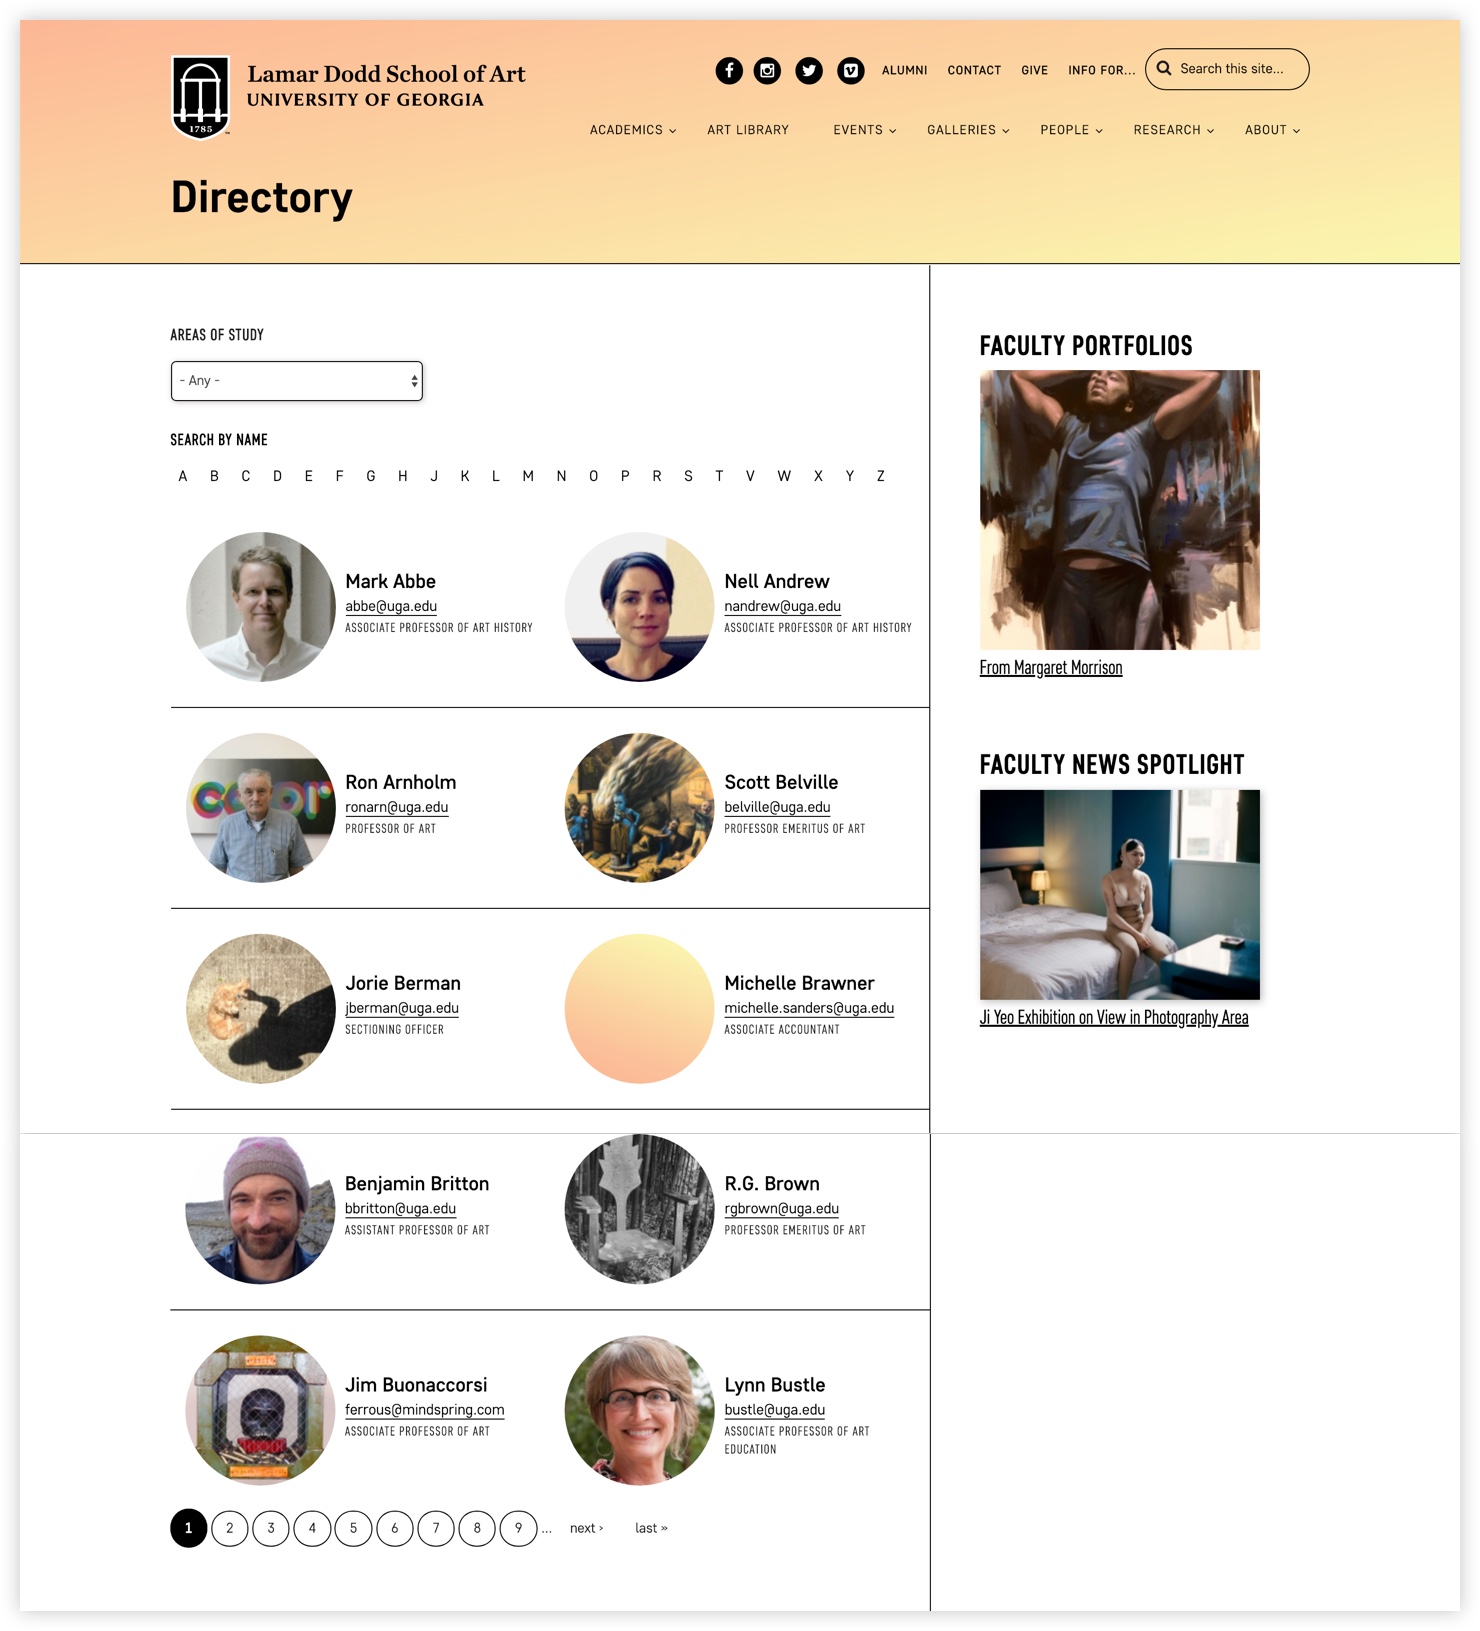 Lamar Dodd School of Art
UNIVERSITY OF GEORGIA
1785
ALUMNI CONTACT GIVE INFO FOR... Search this site...
ACADEMICS ART LIBRARY EVENTS GALLERIES PEOPLE RESEARCH ABOUT
Directory
AREAS OF STUDY
- Any -
SEARCH BY NAME
A B C D E F G H J K L M N O P R S T V W X Y Z
Mark Abbe
abbe@uga.edu
ASSOCIATE PROFESSOR OF ART HISTORY
Nell Andrew
nandrew@uga.edu
ASSOCIATE PROFESSOR OF ART HISTORY
color
Ron Arnholm
ronarn@uga.edu
PROFESSOR OF ART
Scott Belville
belville@uga.edu
PROFESSOR EMERITUS OF ART
Jorie Berman
jberman@uga.edu
SECTIONING OFFICER
Michelle Brawner
michelle.sanders@uga.edu
ASSOCIATE ACCOUNTANT
Benjamin Britton
bbritton@uga.edu
ASSISTANT PROFESSOR OF ART
R.G. Brown
rgbrown@uga.edu
PROFESSOR EMERITUS OF ART
Jim Buonaccorsi
ferrous@mindspring.com
ASSOCIATE PROFESSOR OF ART
Lynn Bustle
bustle@uga.edu
ASSOCIATE PROFESSOR OF ART
EDUCATION
1 2 3 4 5 6 7 8 9 ... next › last »
FACULTY PORTFOLIOS
From Margaret Morrison
FACULTY NEWS SPOTLIGHT
Ji Yeo Exhibition on View in Photography Area